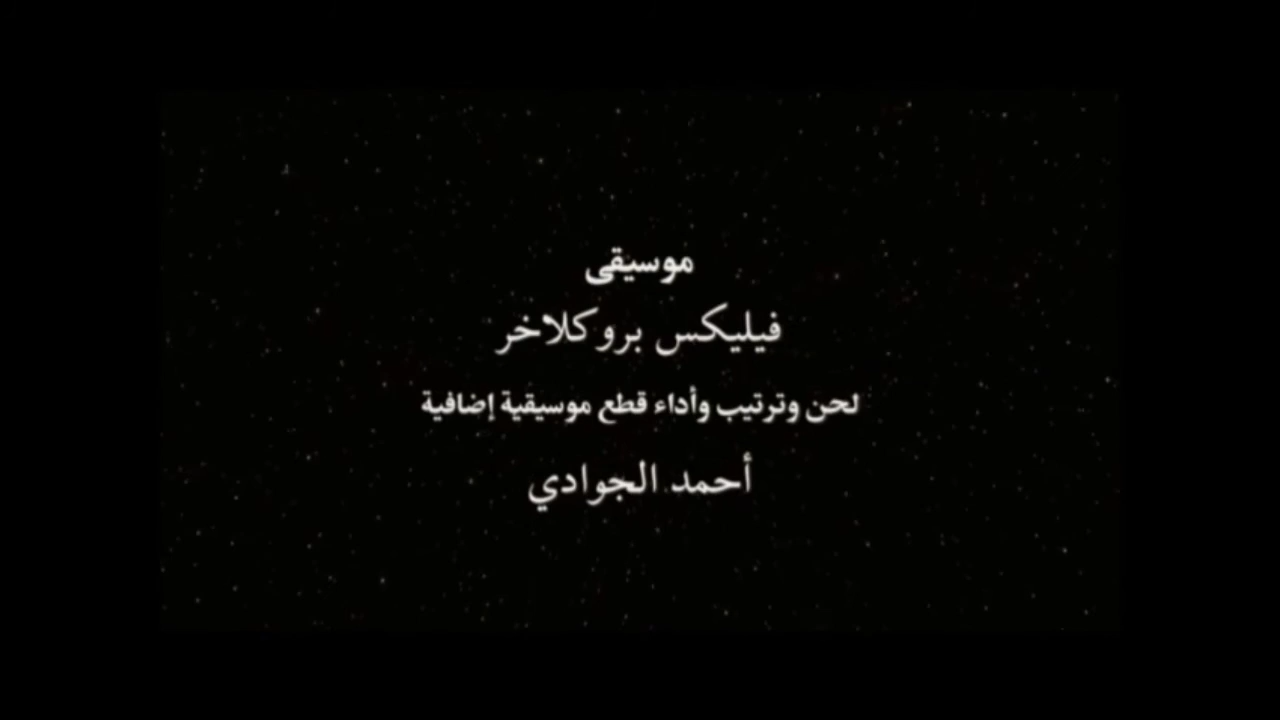 موسيقى
فيليكس بروكلاخر
لحن وترتيب وأداء قطع موسيقية إضافية
أحمد الجوادي